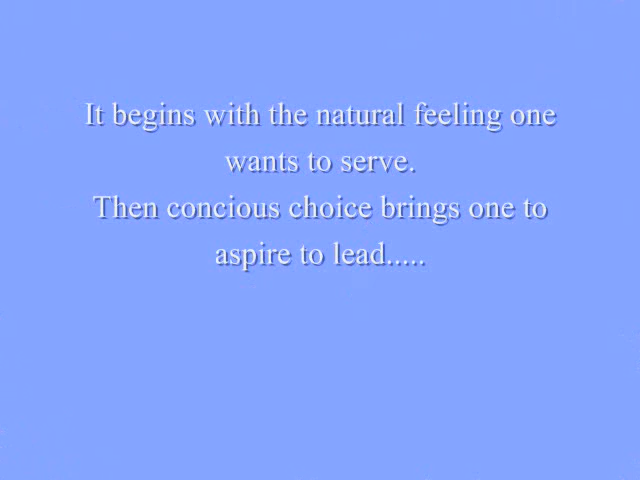 It begins with the natural feeling one
wants to serve.
Then concious choice brings one to
aspire to lead.....